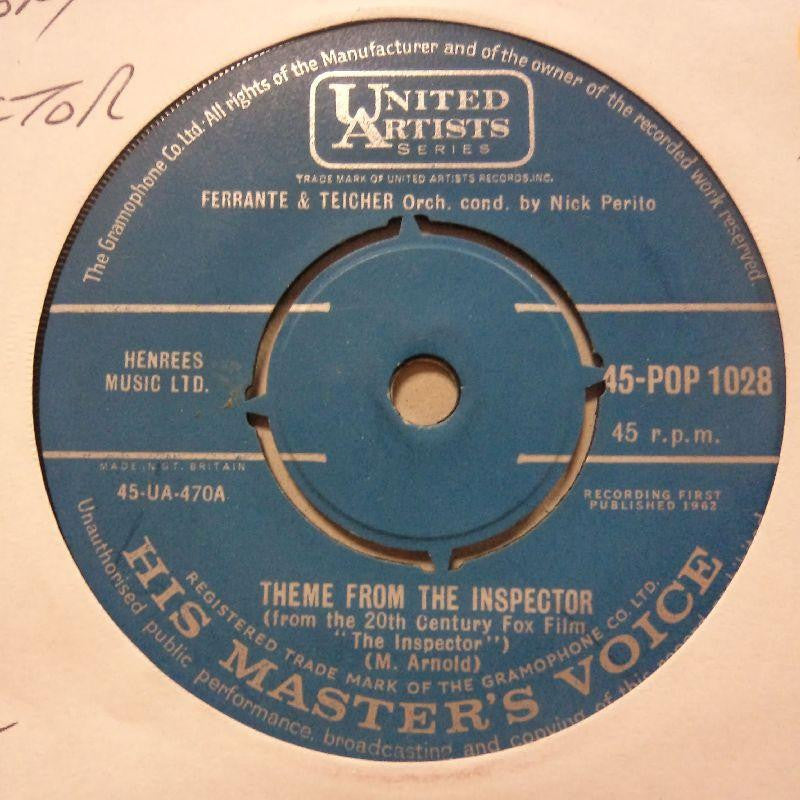 CTOR
The Gramophone Co. Ltd. All rights of the Manufacturer and of the owner of the recorded work reserved.
UNITED
ARTISTS
SERIES
TRADE MARK OF UNITED ARTISTS RECORDS, INC.
FERRANTE & TEICHER Orch. cond. by Nick Perito
HENREES
MUSIC LTD.
45-POP 1028
45 r.p.m.
MADE IN GT. BRITAIN
45-UA-470A
RECORDING FIRST
PUBLISHED 1962
THEME FROM THE INSPECTOR
(from the 20th Century Fox Film
"The Inspector")
(M. Arnold)
REGISTERED TRADE MARK OF THE GRAMOPHONE CO. LTD.
HIS MASTER'S VOICE
Unauthorised public performance, broadcasting and copying of this